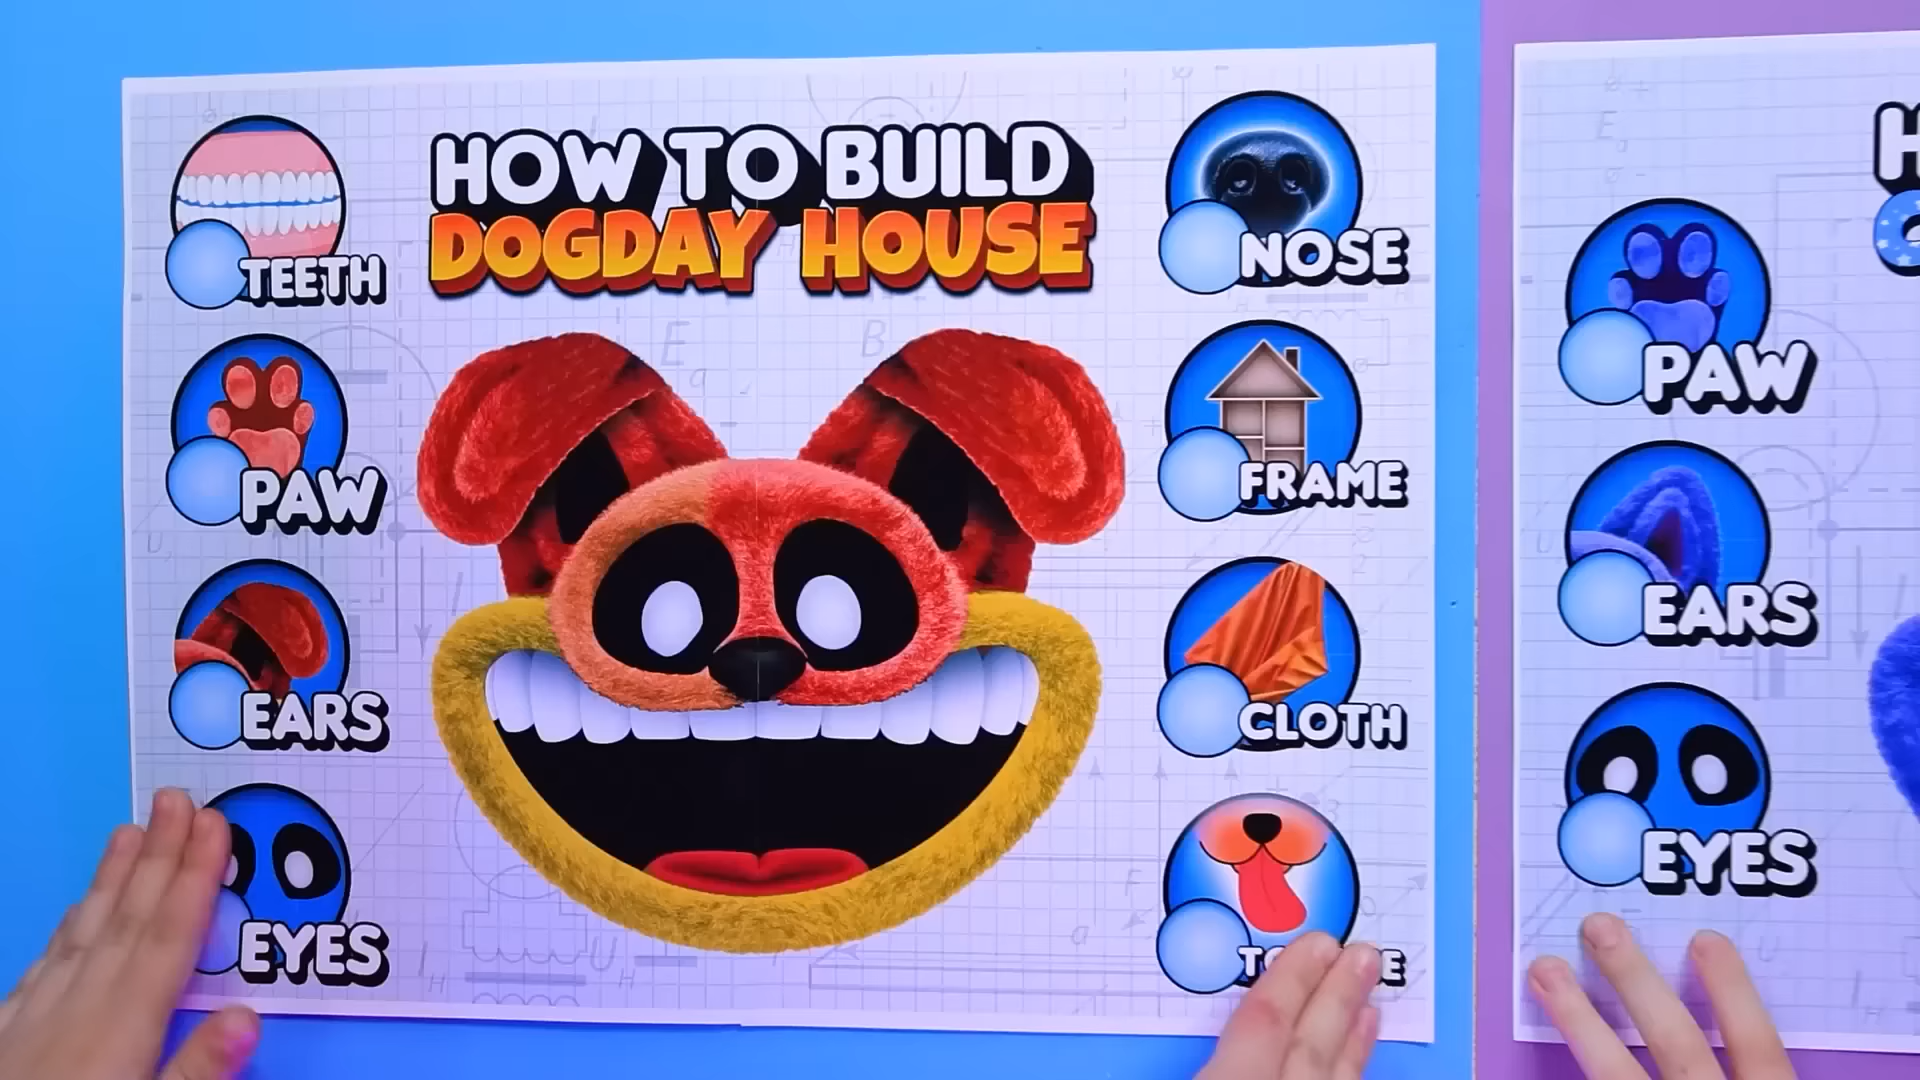 HOW TO BUILD
DOGDAY HOUSE
TEETH
PAW
EARS
EYES
NOSE
FRAME
CLOTH
PAW
EARS
EYES